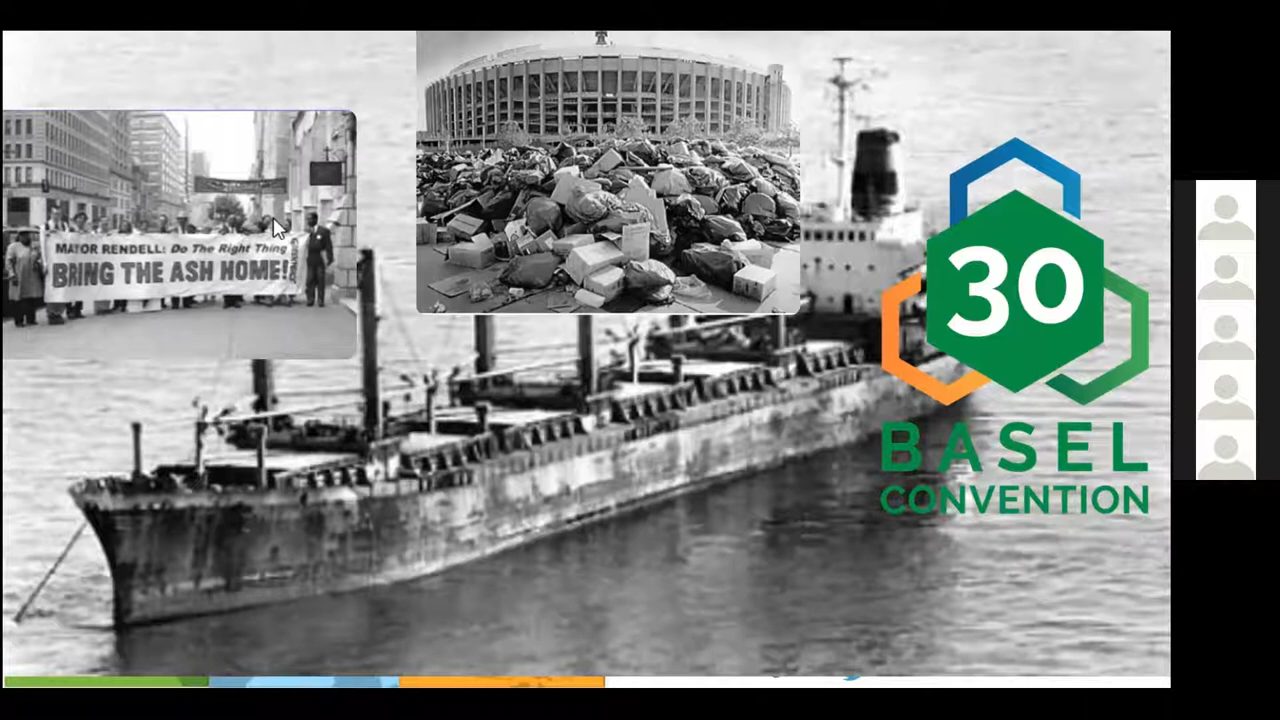 MAYOR RENDELL: Do The Right Thing
BRING THE ASH HOME!
30
BASEL
CONVENTION